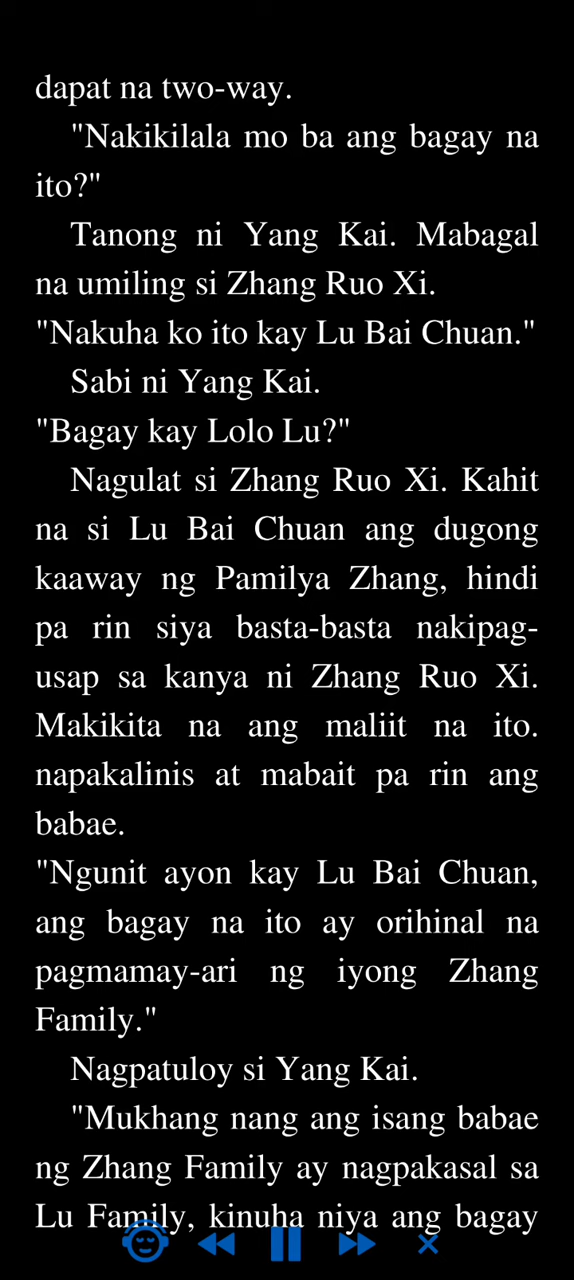 dapat na two-way.
"Nakikilala mo ba ang bagay na
ito?"
Tanong ni Yang Kai. Mabagal
na umiling si Zhang Ruo Xi.
"Nakuha ko ito kay Lu Bai Chuan."
Sabi ni Yang Kai.
"Bagay kay Lolo Lu?"
Nagulat si Zhang Ruo Xi. Kahit
na si Lu Bai Chuan ang dugong
kaaway ng Pamilya Zhang, hindi
pa rin siya basta-basta nakipag-
usap sa kanya ni Zhang Ruo Xi.
Makikita na ang maliit na ito.
napakalinis at mabait pa rin ang
babae.
"Ngunit ayon kay Lu Bai Chuan,
ang bagay na ito ay orihinal na
pagmamay-ari ng iyong Zhang
Family."
Nagpatuloy si Yang Kai.
"Mukhang nang ang isang babae
ng Zhang Family ay nagpakasal sa
Lu Family, kinuha niya ang bagay